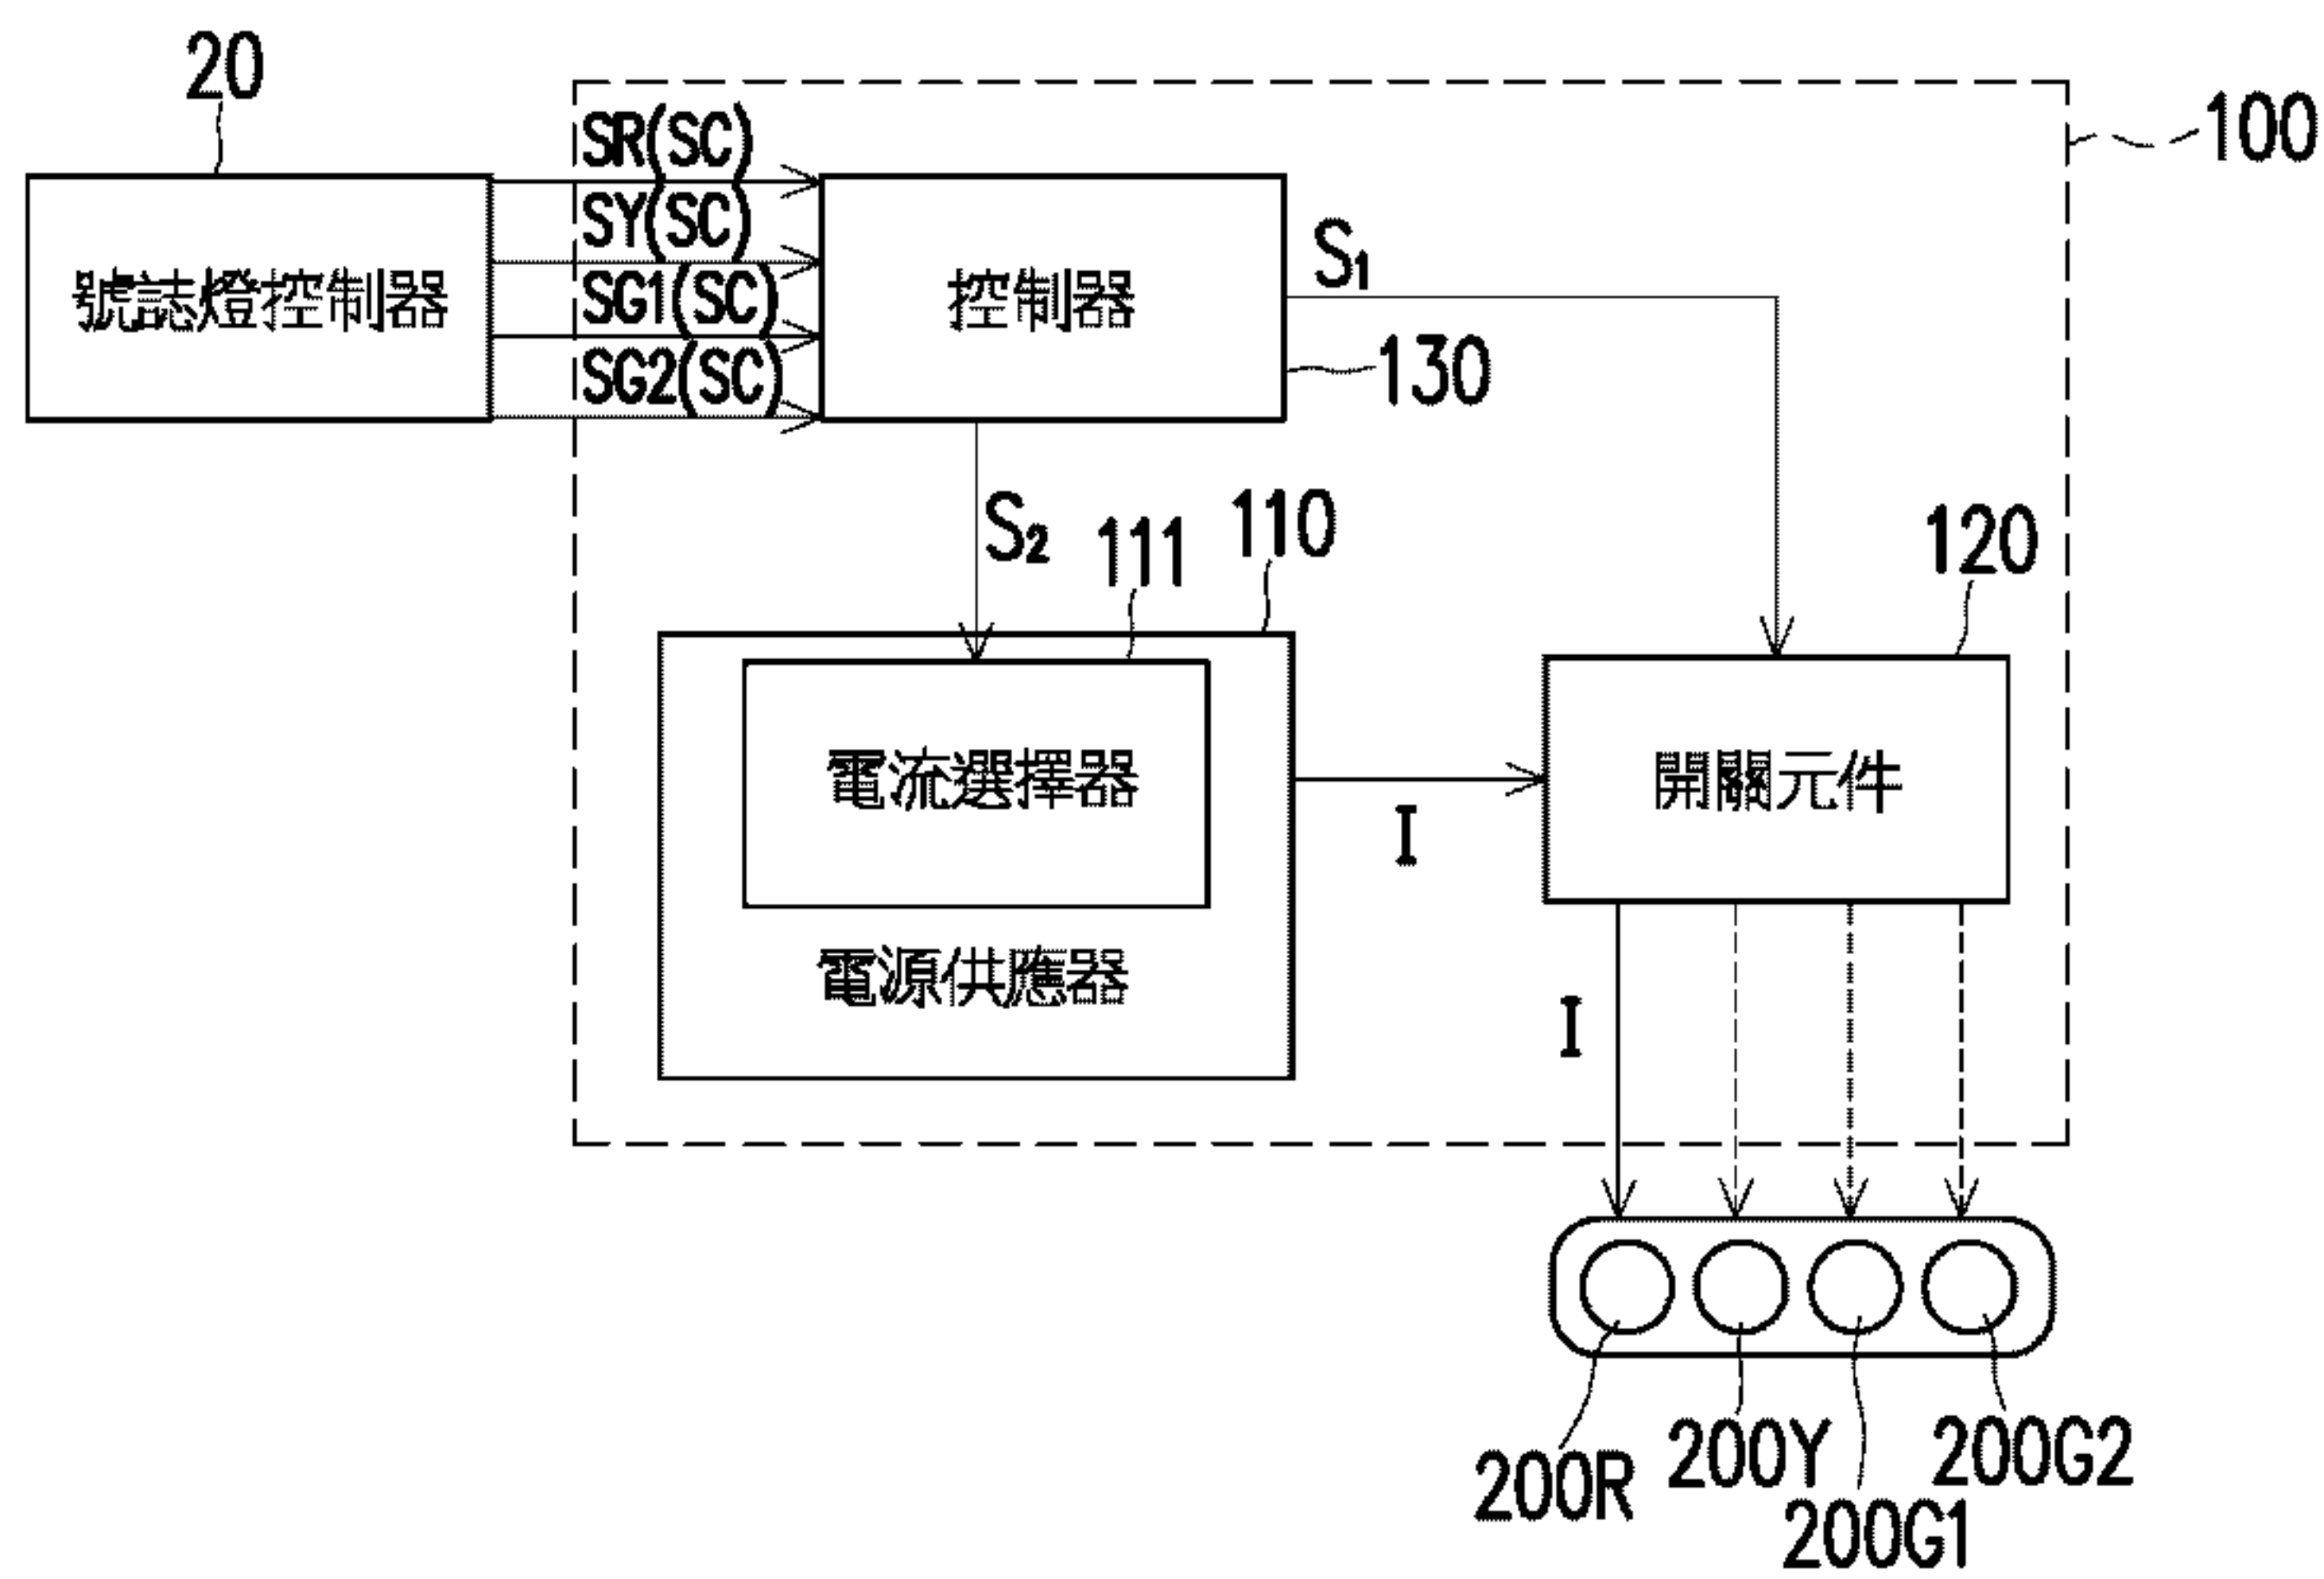 20
100
SR(SC)
SY(SC)
SG1(SC)
SG2(SC)
號誌燈控制器
控制器
S1
130
S2
111
110
120
電流選擇器
開關元件
I
電源供應器
I
200R
200Y
200G1
200G2